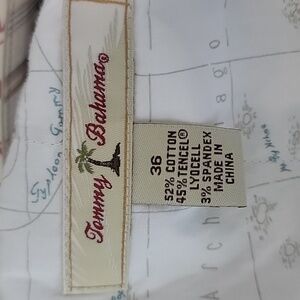 Tommy Bahama®
36
52% COTTON
45% TENCEL®
LYOCELL
3% SPANDEX
MADE IN
CHINA